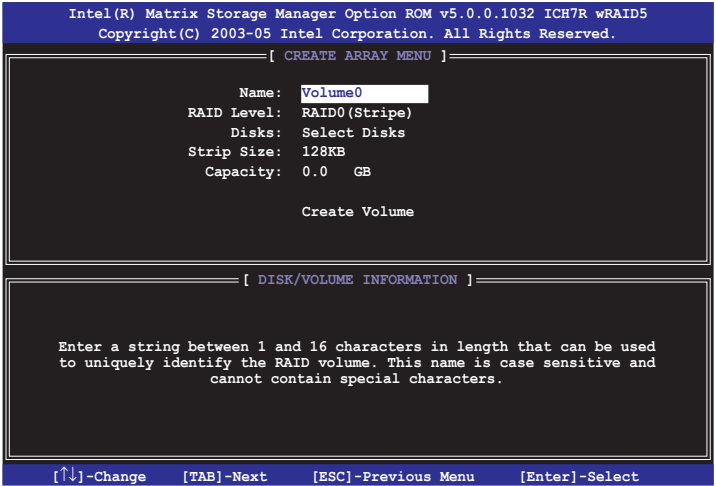 Intel(R) Matrix Storage Manager Option ROM v5.0.0.1032 ICH7R wRAID5
Copyright(C) 2003-05 Intel Corporation. All Rights Reserved.
[ CREATE ARRAY MENU ]
Name: Volume0
RAID Level: RAID0(Stripe)
Disks: Select Disks
Strip Size: 128KB
Capacity: 0.0 GB
Create Volume
[ DISK/VOLUME INFORMATION ]
Enter a string between 1 and 16 characters in length that can be used
to uniquely identify the RAID volume. This name is case sensitive and
cannot contain special characters.
[↑↓]-Change [TAB]-Next [ESC]-Previous Menu [Enter]-Select